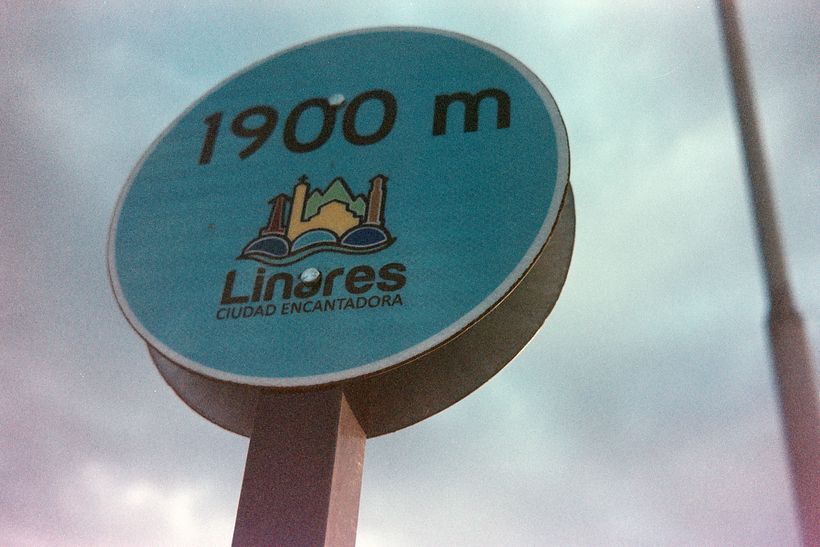 1900 m
Linares
CIUDAD ENCANTADORA